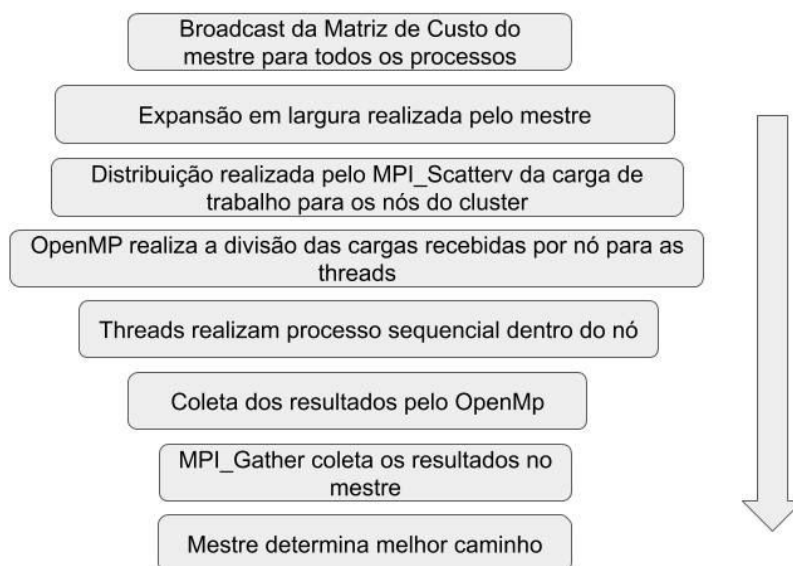 Broadcast da Matriz de Custo do
mestre para todos os processos
Expansão em largura realizada pelo mestre
Distribuição realizada pelo MPI_Scatterv da carga de
trabalho para os nós do cluster
OpenMP realiza a divisão das cargas recebidas por nó para as
threads
Threads realizam processo sequencial dentro do nó
Coleta dos resultados pelo OpenMp
MPI_Gather coleta os resultados no
mestre
Mestre determina melhor caminho